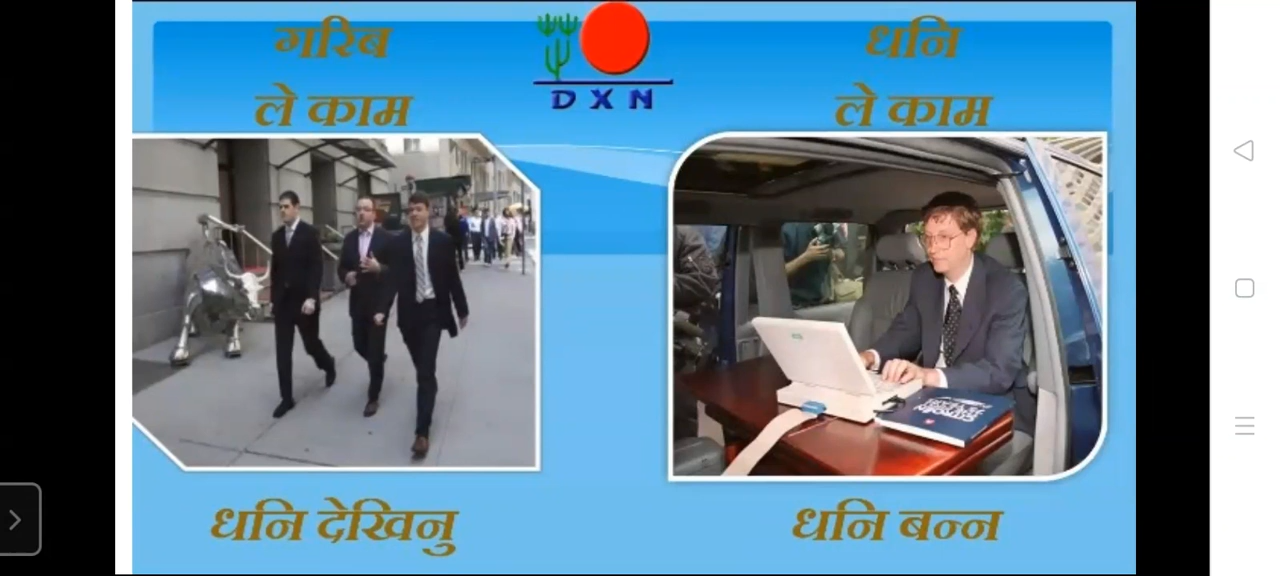 गरिब
ले काम
DXN
धनि
ले काम
धनि देखिनु
धनि बन्न